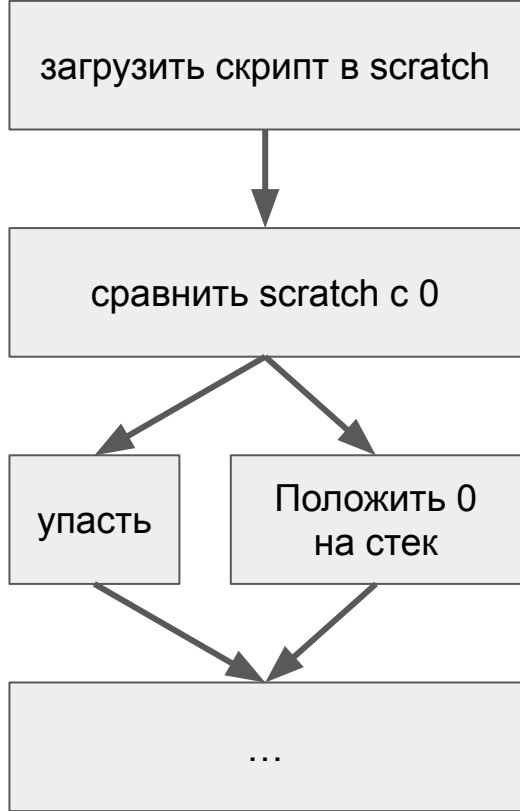 загрузить скрипт в scratch
сравнить scratch с 0
упасть
Положить 0
на стек
...